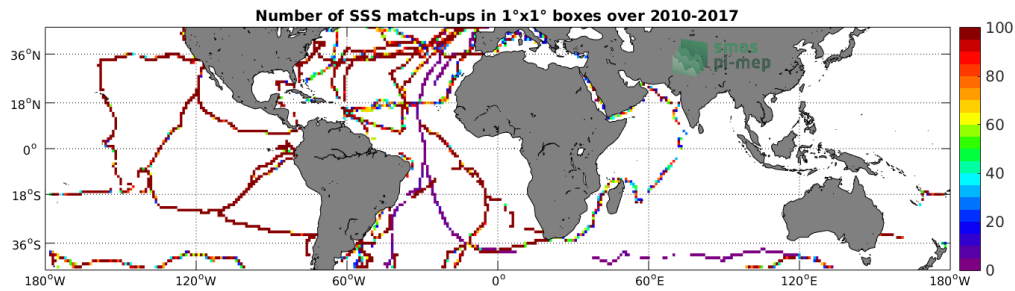 Number of SSS match-ups in 1°x1° boxes over 2010-2017
smos
pi-mep
36°N
18°N
0°
18°S
36°S
180°W
120°W
60°W
0°
60°E
120°E
180°W
100
80
60
40
20
0